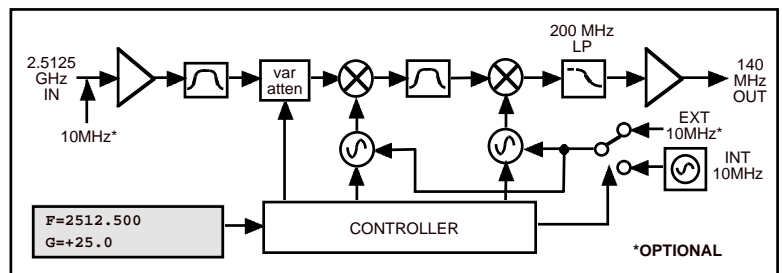 2.5125
GHz
IN
10MHz*
var
atten
200 MHz
LP
140
MHz
OUT
EXT
10MHz*
INT
10MHz
F=2512.500
G=+25.0
CONTROLLER
*OPTIONAL